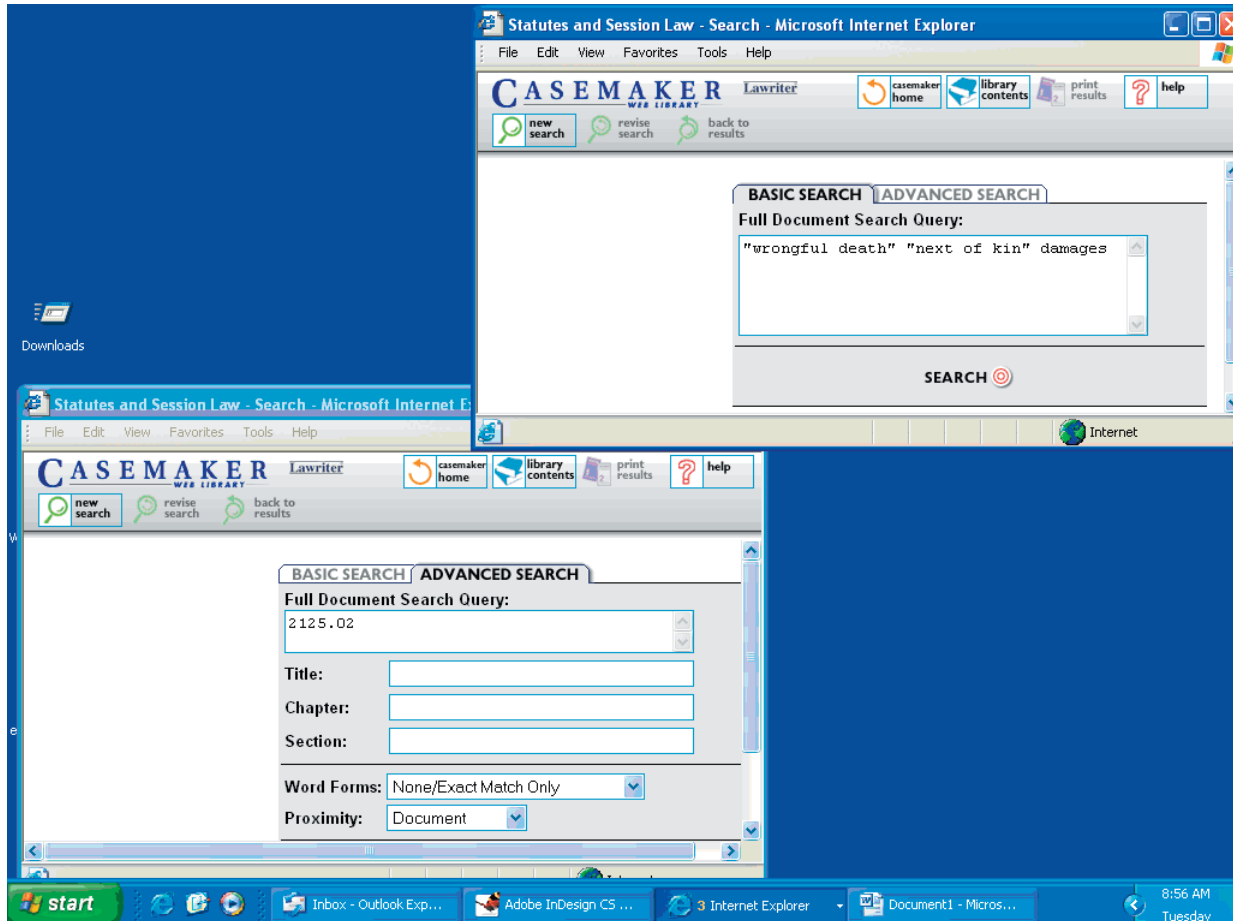 Statutes and Session Law - Search - Microsoft Internet Explorer
File Edit View Favorites Tools Help
CASEMAKER
WEB LIBRARY
Lawriter
casemaker home
library contents
print results
help
new search
revise search
back to results
BASIC SEARCH
ADVANCED SEARCH
Full Document Search Query:
"wrongful death" "next of kin" damages
SEARCH
Internet
Downloads
Statutes and Session Law - Search - Microsoft Internet E
File Edit View Favorites Tools Help
CASEMAKER
WEB LIBRARY
Lawriter
casemaker home
library contents
print results
help
new search
revise search
back to results
W
e
BASIC SEARCH
ADVANCED SEARCH
Full Document Search Query:
2125.02
Title:
Chapter:
Section:
Word Forms: None/Exact Match Only
Proximity: Document
start
Inbox - Outlook Exp...
Adobe InDesign CS ...
3 Internet Explorer
Document1 - Micros...
8:56 AM
Tuesday